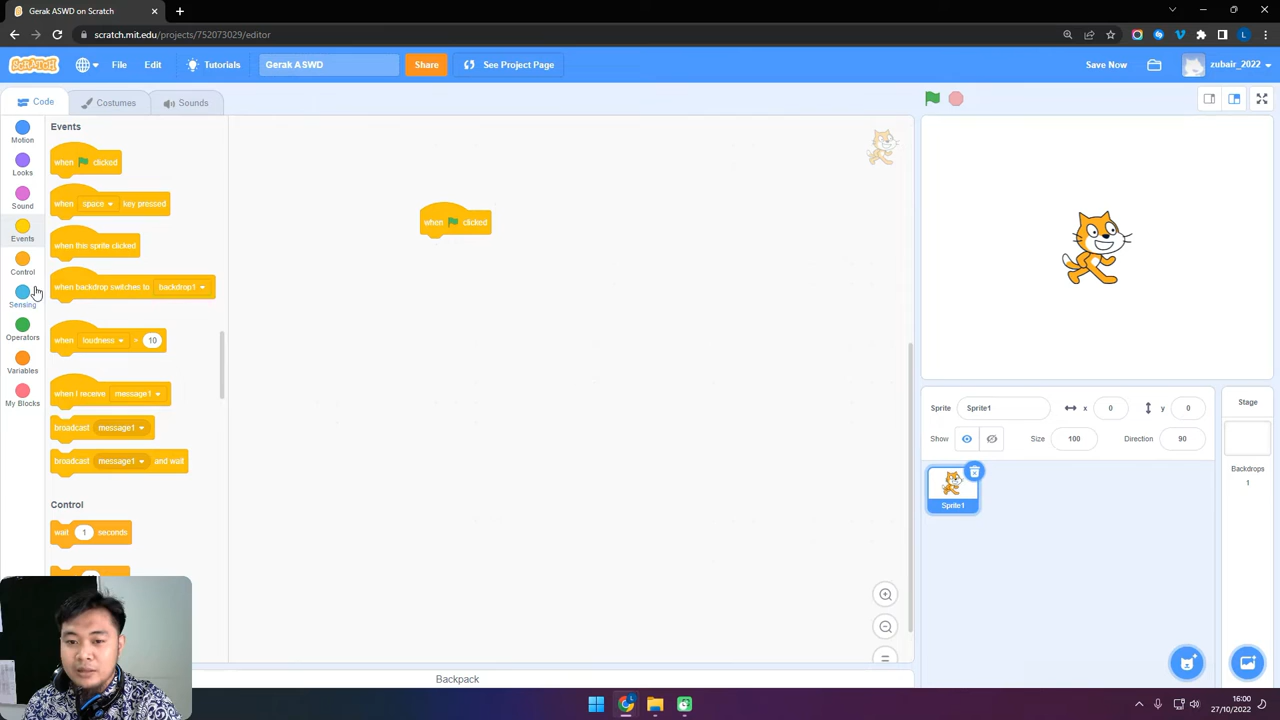 Gerak ASWD on Scratch
scratch.mit.edu/projects/752073029/editor
L
SCRATCH
File
Edit
Tutorials
Gerak ASWD
Share
See Project Page
Save Now
zubair_2022
Code
Costumes
Sounds
Motion
Looks
Sound
Events
Control
Sensing
Operators
Variables
My Blocks
Events
when clicked
when space key pressed
when this sprite clicked
when backdrop switches to backdrop1
when loudness > 10
when I receive message1
broadcast message1
broadcast message1 and wait
Control
wait 1 seconds
when clicked
Backpack
Sprite
Sprite1
x
0
y
0
Show
Size
100
Direction
90
Sprite1
Stage
Backdrops
1
16:00
27/10/2022